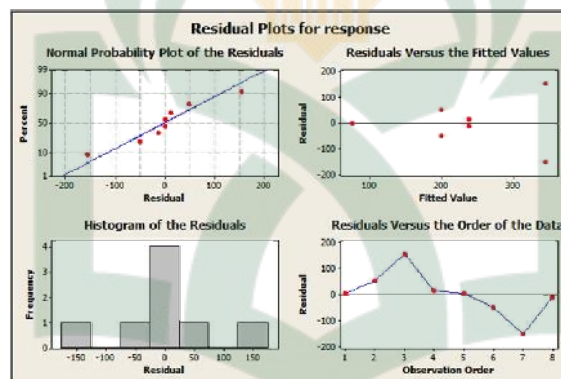 Residual Plots for response
Normal Probability Plot of the Residuals
99
90
50
10
1
Percent
-200 -100 0 100 200
Residual
Residuals Versus the Fitted Values
200
100
0
-100
-200
Residual
100 200 300
Fitted Value
Histogram of the Residuals
4
3
2
1
0
Frequency
-150 -100 -50 0 50 100 150
Residual
Residuals Versus the Order of the Data
200
100
0
-100
-200
Residual
1 2 3 4 5 6 7 8
Observation Order